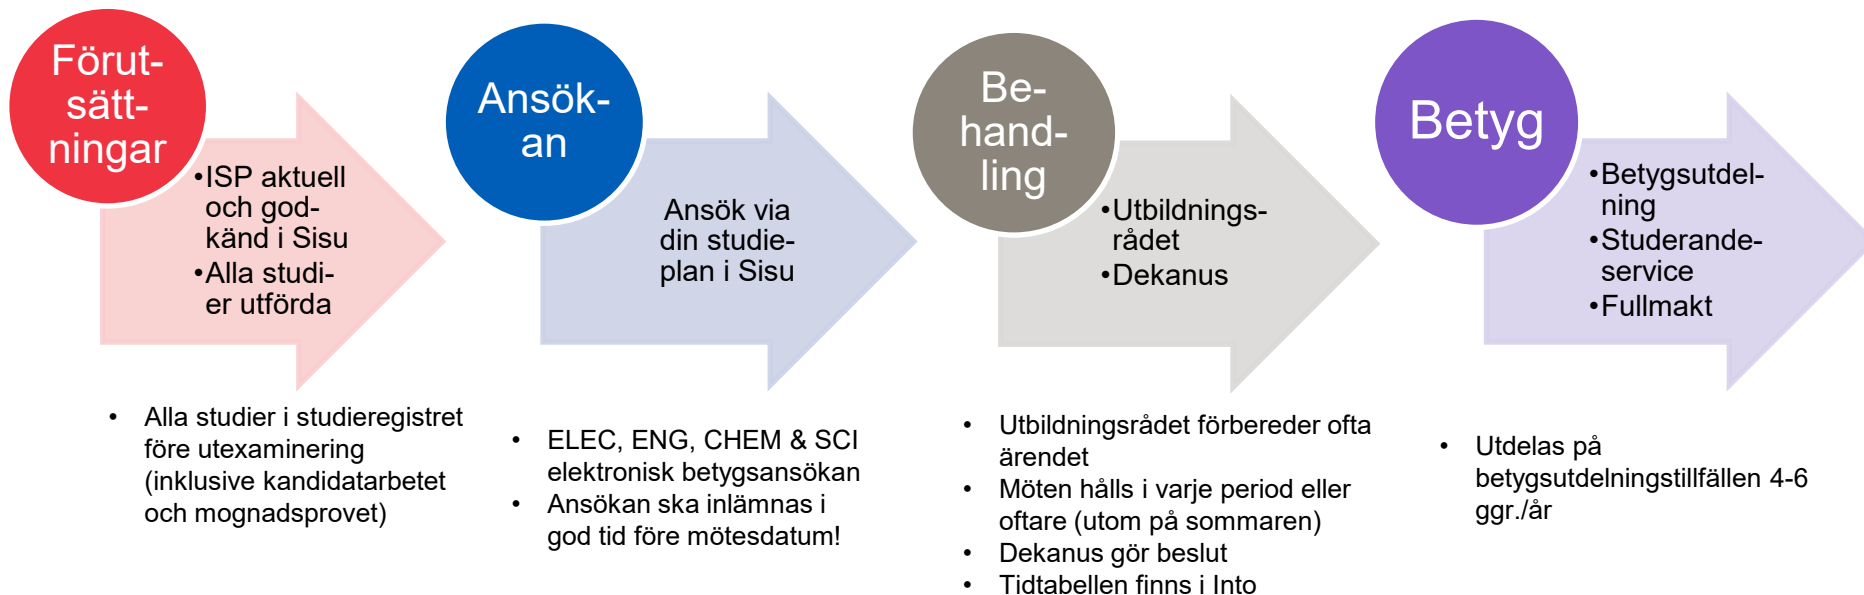 Förut-
sätt-
ningar
•ISP aktuell
och god-
känd i Sisu
•Alla studi-
er utförda
• Alla studier i studieregistret
före utexaminering
(inklusive kandidatarbetet
och mognadsprovet)
Ansök-
an
Ansök via
din studie-
plan i Sisu
• ELEC, ENG, CHEM & SCI
elektronisk betygsansökan
• Ansökan ska inlämnas i
god tid före mötesdatum!
Be-
hand-
ling
•Utbildnings-
rådet
•Dekanus
• Utbildningsrådet förbereder ofta
ärendet
• Möten hålls i varje period eller
oftare (utom på sommaren)
• Dekanus gör beslut
• Tidtabellen finns i Into
Betyg
•Betygsutdel-
ning
•Studerande-
service
•Fullmakt
• Utdelas på
betygsutdelningstillfällen 4-6
ggr./år